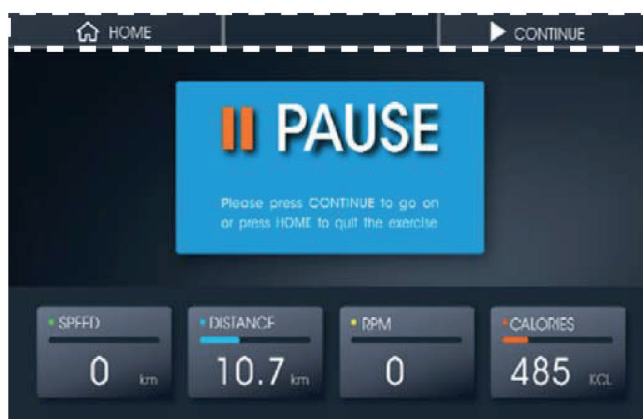 HOME
CONTINUE
PAUSE
Please press CONTINUE to go on
or press HOME to quit the exercise
SPEED
DISTANCE
RPM
CALORIES
0 km
10.7 km
0
485 KCL